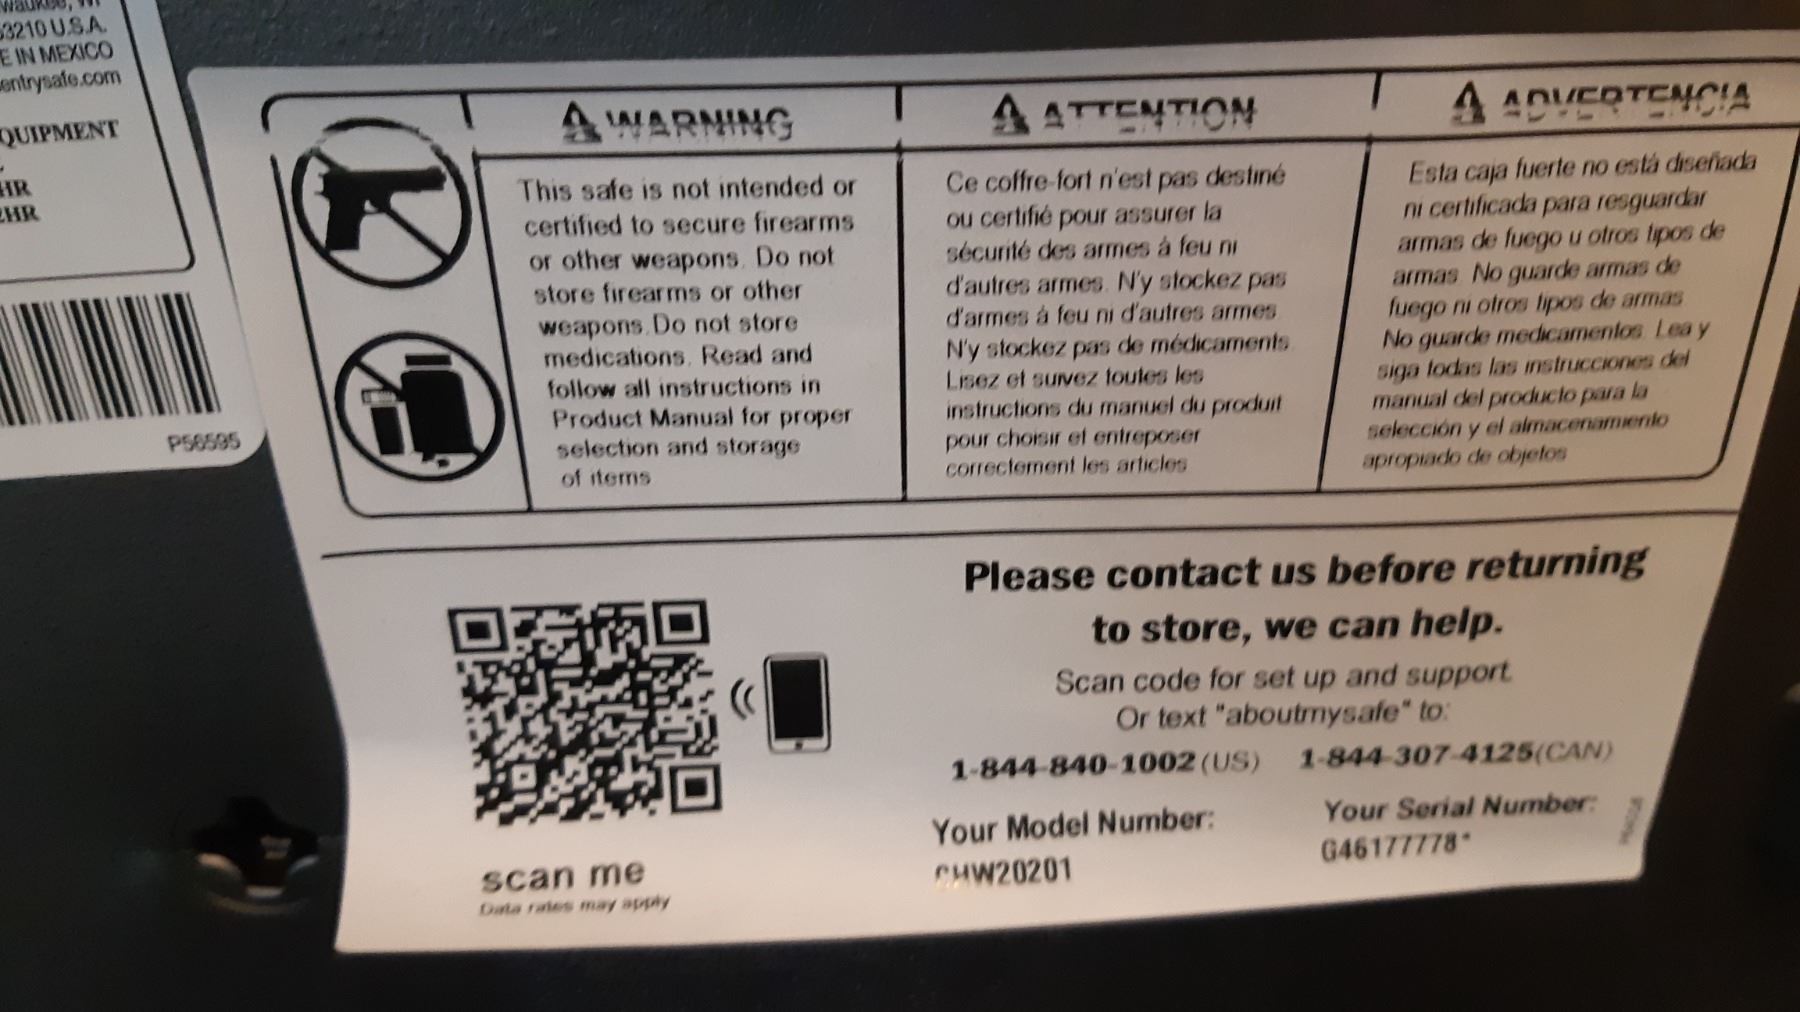 53210 U.S.A.
E IN MEXICO
entrysafe.com
QUIPMENT
HR
2HR
P56595
WARNING
This safe is not intended or
certified to secure firearms
or other weapons. Do not
store firearms or other
weapons. Do not store
medications. Read and
follow all instructions in
Product Manual for proper
selection and storage
of items
ATTENTION
Ce coffre-fort n'est pas destiné
ou certifié pour assurer la
sécurité des armes à feu ni
d'autres armes. N'y stockez pas
d'armes à feu ni d'autres armes
N'y stockez pas de médicaments
Lisez et suivez toutes les
instructions du manuel du produit
pour choisir et entreposer
correctement les articles
ADVERTENCIA
Esta caja fuerte no está diseñada
ni certificada para resguardar
armas de fuego u otros tipos de
armas. No guarde armas de
fuego ni otros tipos de armas
No guarde medicamentos. Lea y
siga todas las instrucciones del
manual del producto para la
selección y el almacenamiento
apropiado de objetos
Please contact us before returning
to store, we can help.
Scan code for set up and support.
Or text "aboutmysafe" to:
1-844-840-1002 (US) 1-844-307-4125 (CAN)
Your Model Number:
CHW20201
Your Serial Number:
G46177778*
scan me
Data rates may apply